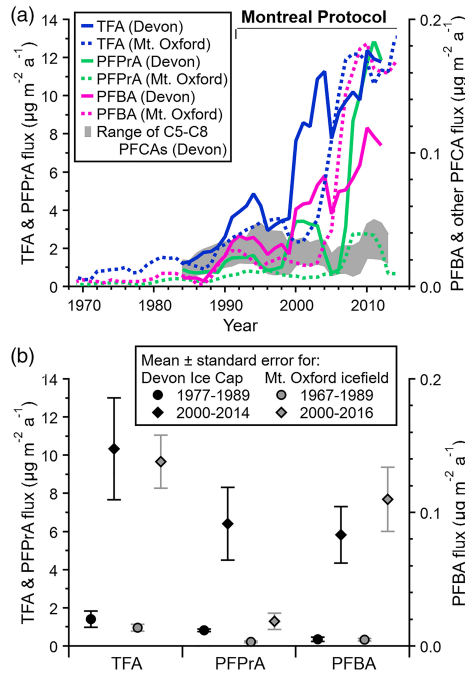 (a)
Montreal Protocol
TFA (Devon)
TFA (Mt. Oxford)
PFPrA (Devon)
PFPrA (Mt. Oxford)
PFBA (Devon)
PFBA (Mt. Oxford)
Range of C5-C8
PFCAs (Devon)
TFA & PFPrA flux (µg m⁻² a⁻¹)
14
12
10
8
6
4
2
0
PFBA & other PFCA flux (µg m⁻² a⁻¹)
0.2
0.1
0.0
1970 1980 1990 2000 2010
Year
(b)
Mean ± standard error for:
Devon Ice Cap Mt. Oxford icefield
1977-1989 1967-1989
2000-2014 2000-2016
TFA & PFPrA flux (µg m⁻² a⁻¹)
14
12
10
8
6
4
2
0
PFBA flux (µg m⁻² a⁻¹)
0.2
0.1
0.0
TFA PFPrA PFBA